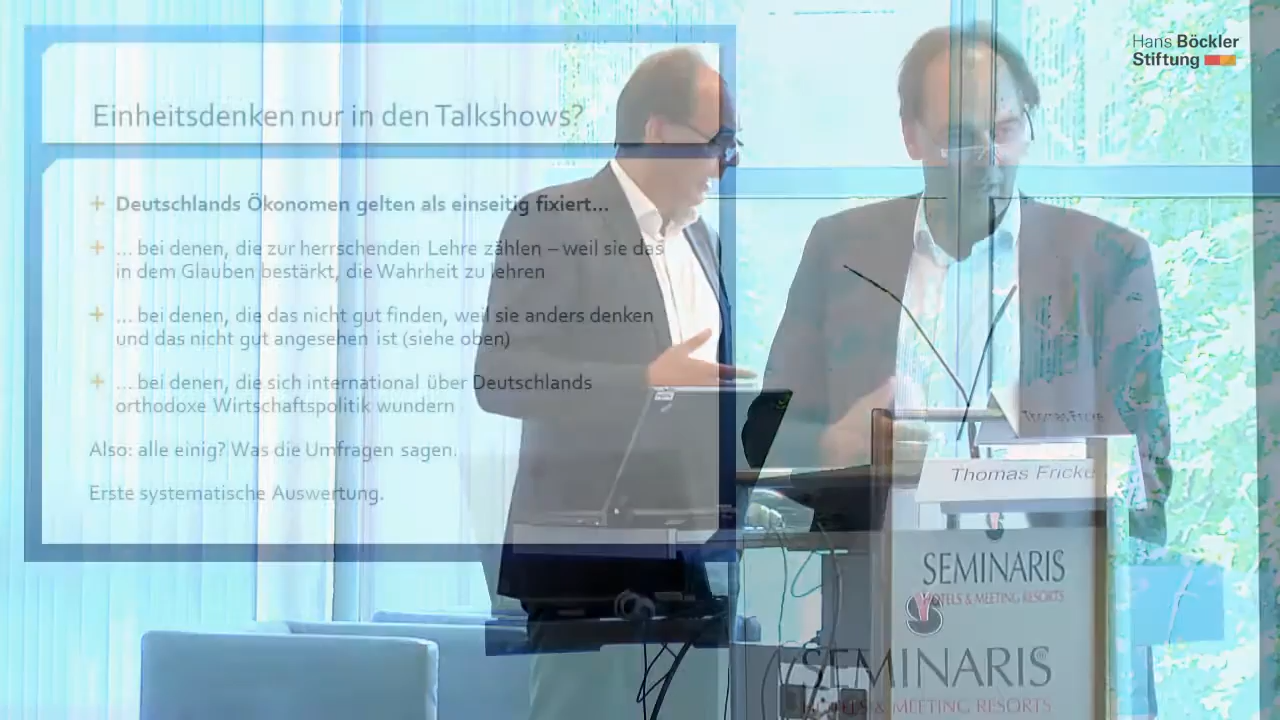 Hans Böckler
Stiftung
Einheitsdenken nur in den Talkshows?
+ Deutschlands Ökonomen gelten als einseitig fixiert...
+ ... bei denen, die zur herrschenden Lehre zählen – weil sie das
in dem Glauben bestärkt, die Wahrheit zu lehren
+ ... bei denen, die das nicht gut finden, weil sie anders denken
und das nicht gut angesehen ist (siehe oben)
+ ... bei denen, die sich international über Deutschlands
orthodoxe Wirtschaftspolitik wundern
Also: alle einig? Was die Umfragen sagen.
Erste systematische Auswertung.
Thomas Fricke
Thomas Fricke
SEMINARIS
HOTELS & MEETING RESORTS
SEMINARIS
HOTELS & MEETING RESORTS